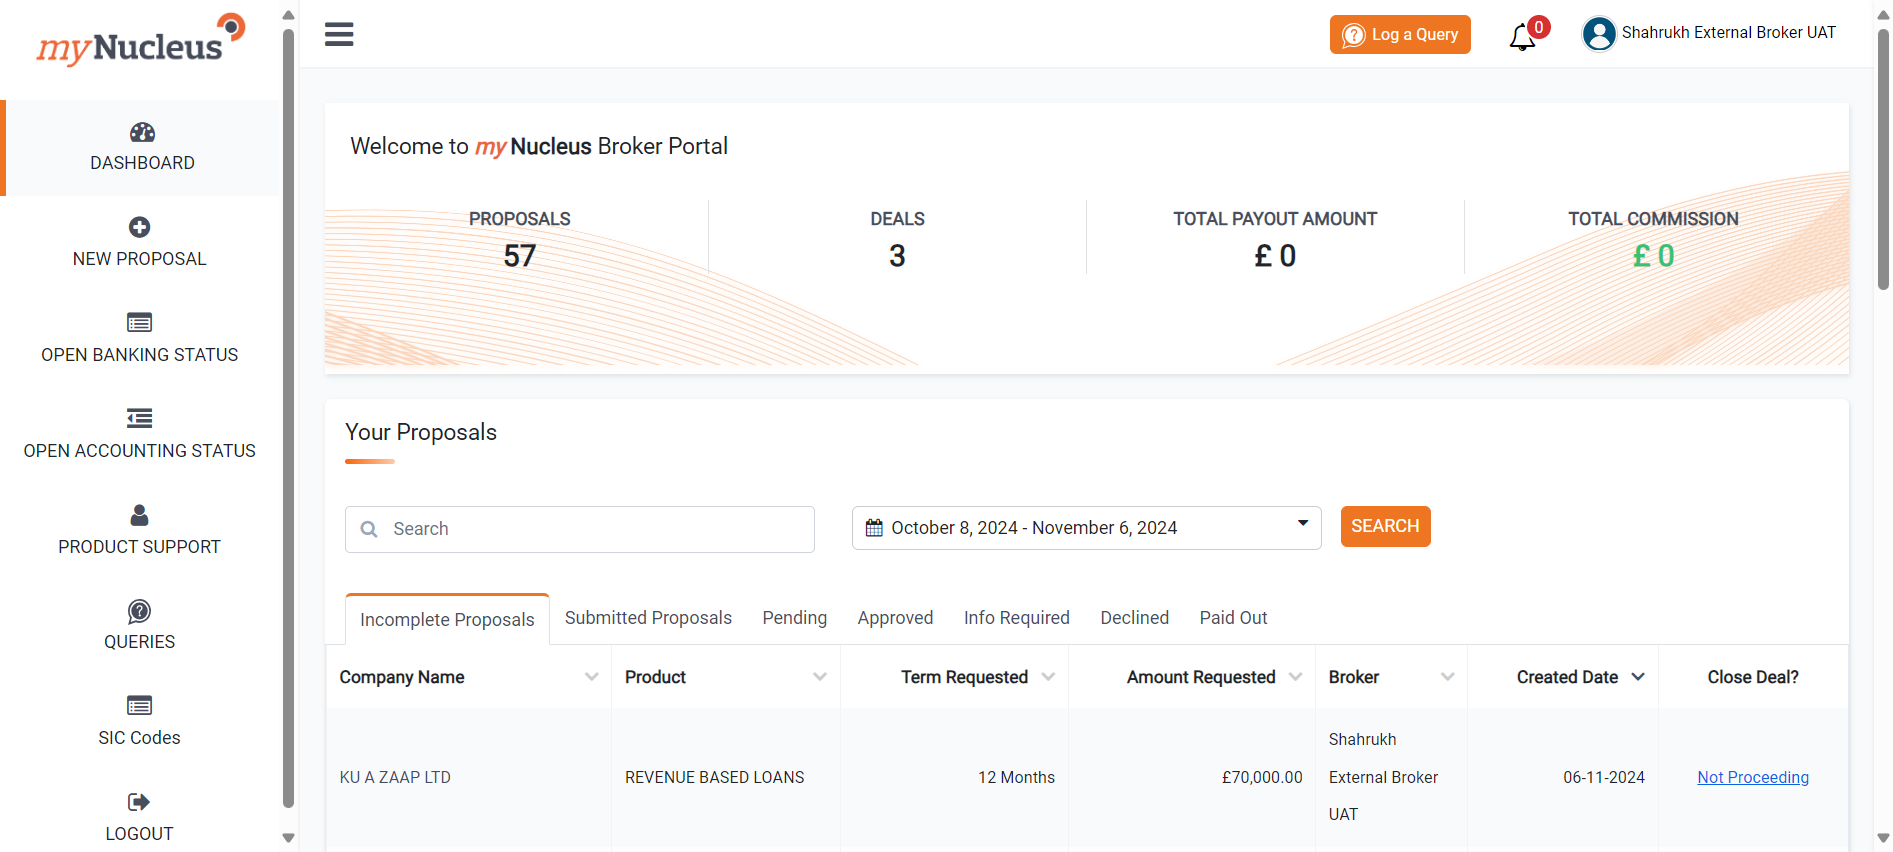 myNucleus
DASHBOARD
NEW PROPOSAL
OPEN BANKING STATUS
OPEN ACCOUNTING STATUS
PRODUCT SUPPORT
QUERIES
SIC Codes
LOGOUT
Log a Query
0
Shahrukh External Broker UAT
Welcome to my Nucleus Broker Portal
PROPOSALS
57
DEALS
3
TOTAL PAYOUT AMOUNT
£ 0
TOTAL COMMISSION
£ 0
Your Proposals
Search
October 8, 2024 - November 6, 2024
SEARCH
Incomplete Proposals Submitted Proposals Pending Approved Info Required Declined Paid Out
Company Name Product Term Requested Amount Requested Broker Created Date Close Deal?
KU A ZAAP LTD REVENUE BASED LOANS 12 Months £70,000.00 Shahrukh External Broker UAT 06-11-2024 Not Proceeding